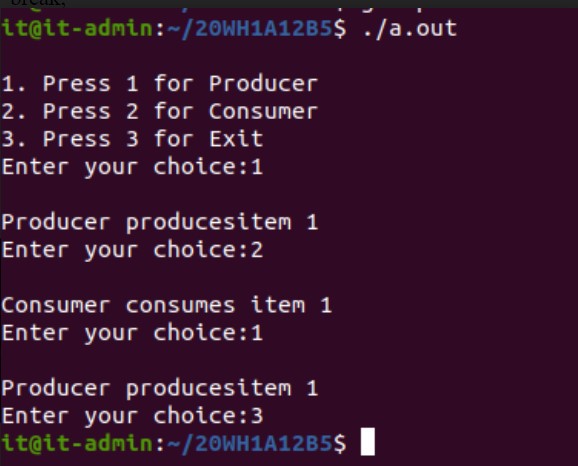 break;
it@it-admin:~/20WH1A12B5$ ./a.out
1. Press 1 for Producer
2. Press 2 for Consumer
3. Press 3 for Exit
Enter your choice:1
Producer producesitem 1
Enter your choice:2
Consumer consumes item 1
Enter your choice:1
Producer producesitem 1
Enter your choice:3
it@it-admin:~/20WH1A12B5$